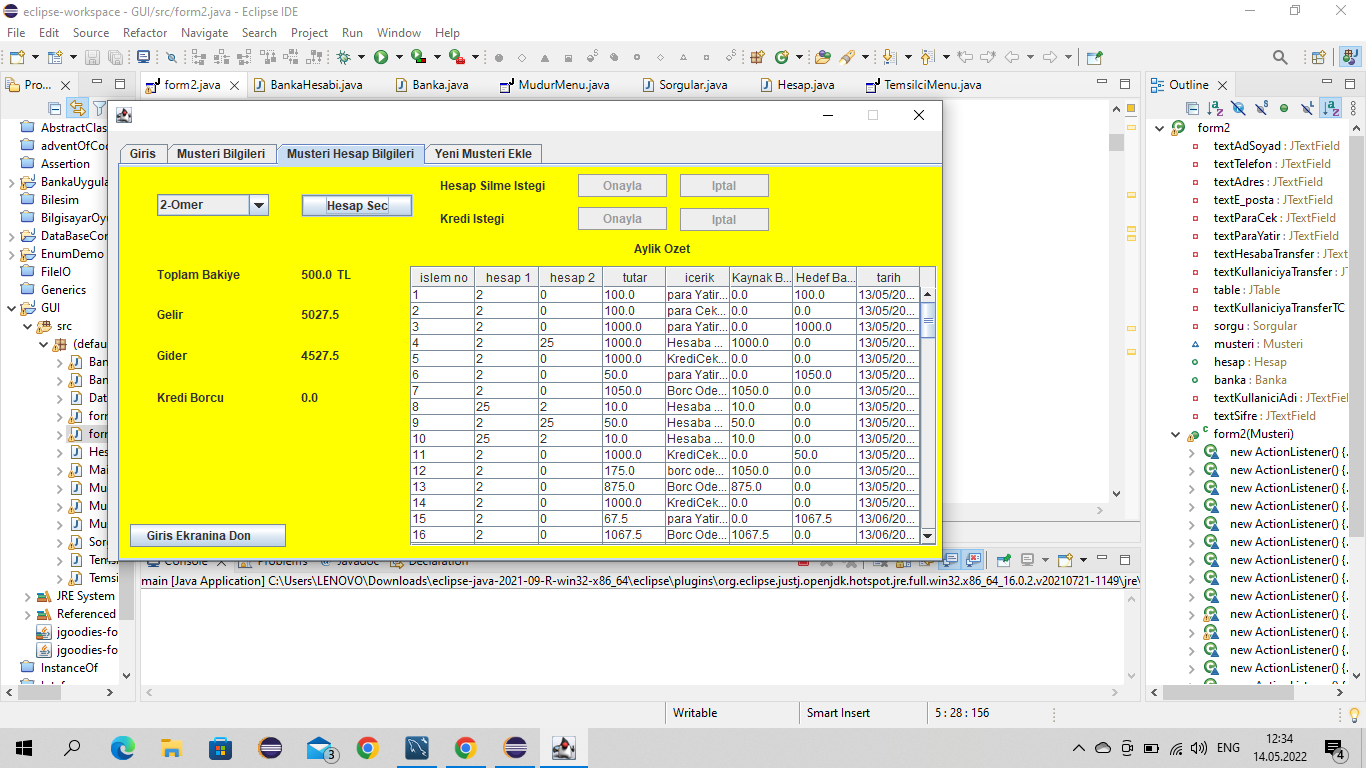 eclipse-workspace - GUI/src/form2.java - Eclipse IDE
File Edit Source Refactor Navigate Search Project Run Window Help
Pro... form2.java BankaHesabi.java Banka.java MudurMenu.java Sorgular.java Hesap.java TemsilciMenu.java Outline
AbstractClas
adventOfCo
Assertion
BankaUygula
Bilesim
BilgisayarOy
DataBaseCor
EnumDemo
FileIO
Generics
GUI
src
(defau
Bank
Bank
Data
form
form
Hesa
Mai
Mu
Mu
Mu
Sor
Tems
Temsi
JRE System
Referenced
jgoodies-fo
jgoodies-fo
InstanceOf
Giris Musteri Bilgileri Musteri Hesap Bilgileri Yeni Musteri Ekle
2-Omer Hesap Sec
Hesap Silme Istegi Onayla Iptal
Kredi Istegi Onayla Iptal
Aylik Ozet
Toplam Bakiye 500.0 TL
Gelir 5027.5
Gider 4527.5
Kredi Borcu 0.0
Giris Ekranina Don
islem no hesap 1 hesap 2 tutar icerik Kaynak B... Hedef Ba... tarih
1 2 0 100.0 para Yatir... 0.0 100.0 13/05/20...
2 2 0 100.0 para Cek... 0.0 0.0 13/05/20...
3 2 0 1000.0 para Yatir... 0.0 1000.0 13/05/20...
4 2 25 1000.0 Hesaba ... 1000.0 0.0 13/05/20...
5 2 0 1000.0 KrediCek... 0.0 0.0 13/05/20...
6 2 0 50.0 para Yatir... 0.0 1050.0 13/05/20...
7 2 0 1050.0 Borc Ode... 1050.0 0.0 13/05/20...
8 25 2 10.0 Hesaba ... 10.0 0.0 13/05/20...
9 2 25 50.0 Hesaba ... 50.0 0.0 13/05/20...
10 25 2 10.0 Hesaba ... 10.0 0.0 13/05/20...
11 2 0 1000.0 KrediCek... 0.0 50.0 13/05/20...
12 2 0 175.0 borc ode... 1050.0 0.0 13/05/20...
13 2 0 875.0 Borc Ode... 875.0 0.0 13/05/20...
14 2 0 1000.0 KrediCek... 0.0 0.0 13/05/20...
15 2 0 67.5 para Yatir... 0.0 1067.5 13/06/20...
16 2 0 1067.5 Borc Ode... 1067.5 0.0 13/06/20...
form2
textAdSoyad : JTextField
textTelefon : JTextField
textAdres : JTextField
textE_posta : JTextField
textParaCek : JTextField
textParaYatir : JTextField
textHesabaTransfer : JText
textKullaniciyaTransfer : J
table : JTable
textKullaniciyaTransferTC
sorgu : Sorgular
musteri : Musteri
hesap : Hesap
banka : Banka
textKullaniciAdi : JTextFiel
textSifre : JTextField
form2(Musteri)
new ActionListener() {.
new ActionListener() {.
new ActionListener() {.
new ActionListener() {.
new ActionListener() {.
new ActionListener() {.
new ActionListener() {.
new ActionListener() {.
new ActionListener() {.
new ActionListener() {.
new ActionListener() {.
new ActionListener() {.
new ActionListener() {.
Console Problems Javadoc Declaration
main [Java Application] C:\Users\LENOVO\Downloads\eclipse-java-2021-09-R-win32-x86_64\eclipse\plugins\org.eclipse.justj.openjdk.hotspot.jre.full.win32.x86_64_16.0.2.v20210721-1149\jre\
Writable Smart Insert 5 : 28 : 156
3
ENG 12:34
14.05.2022
4